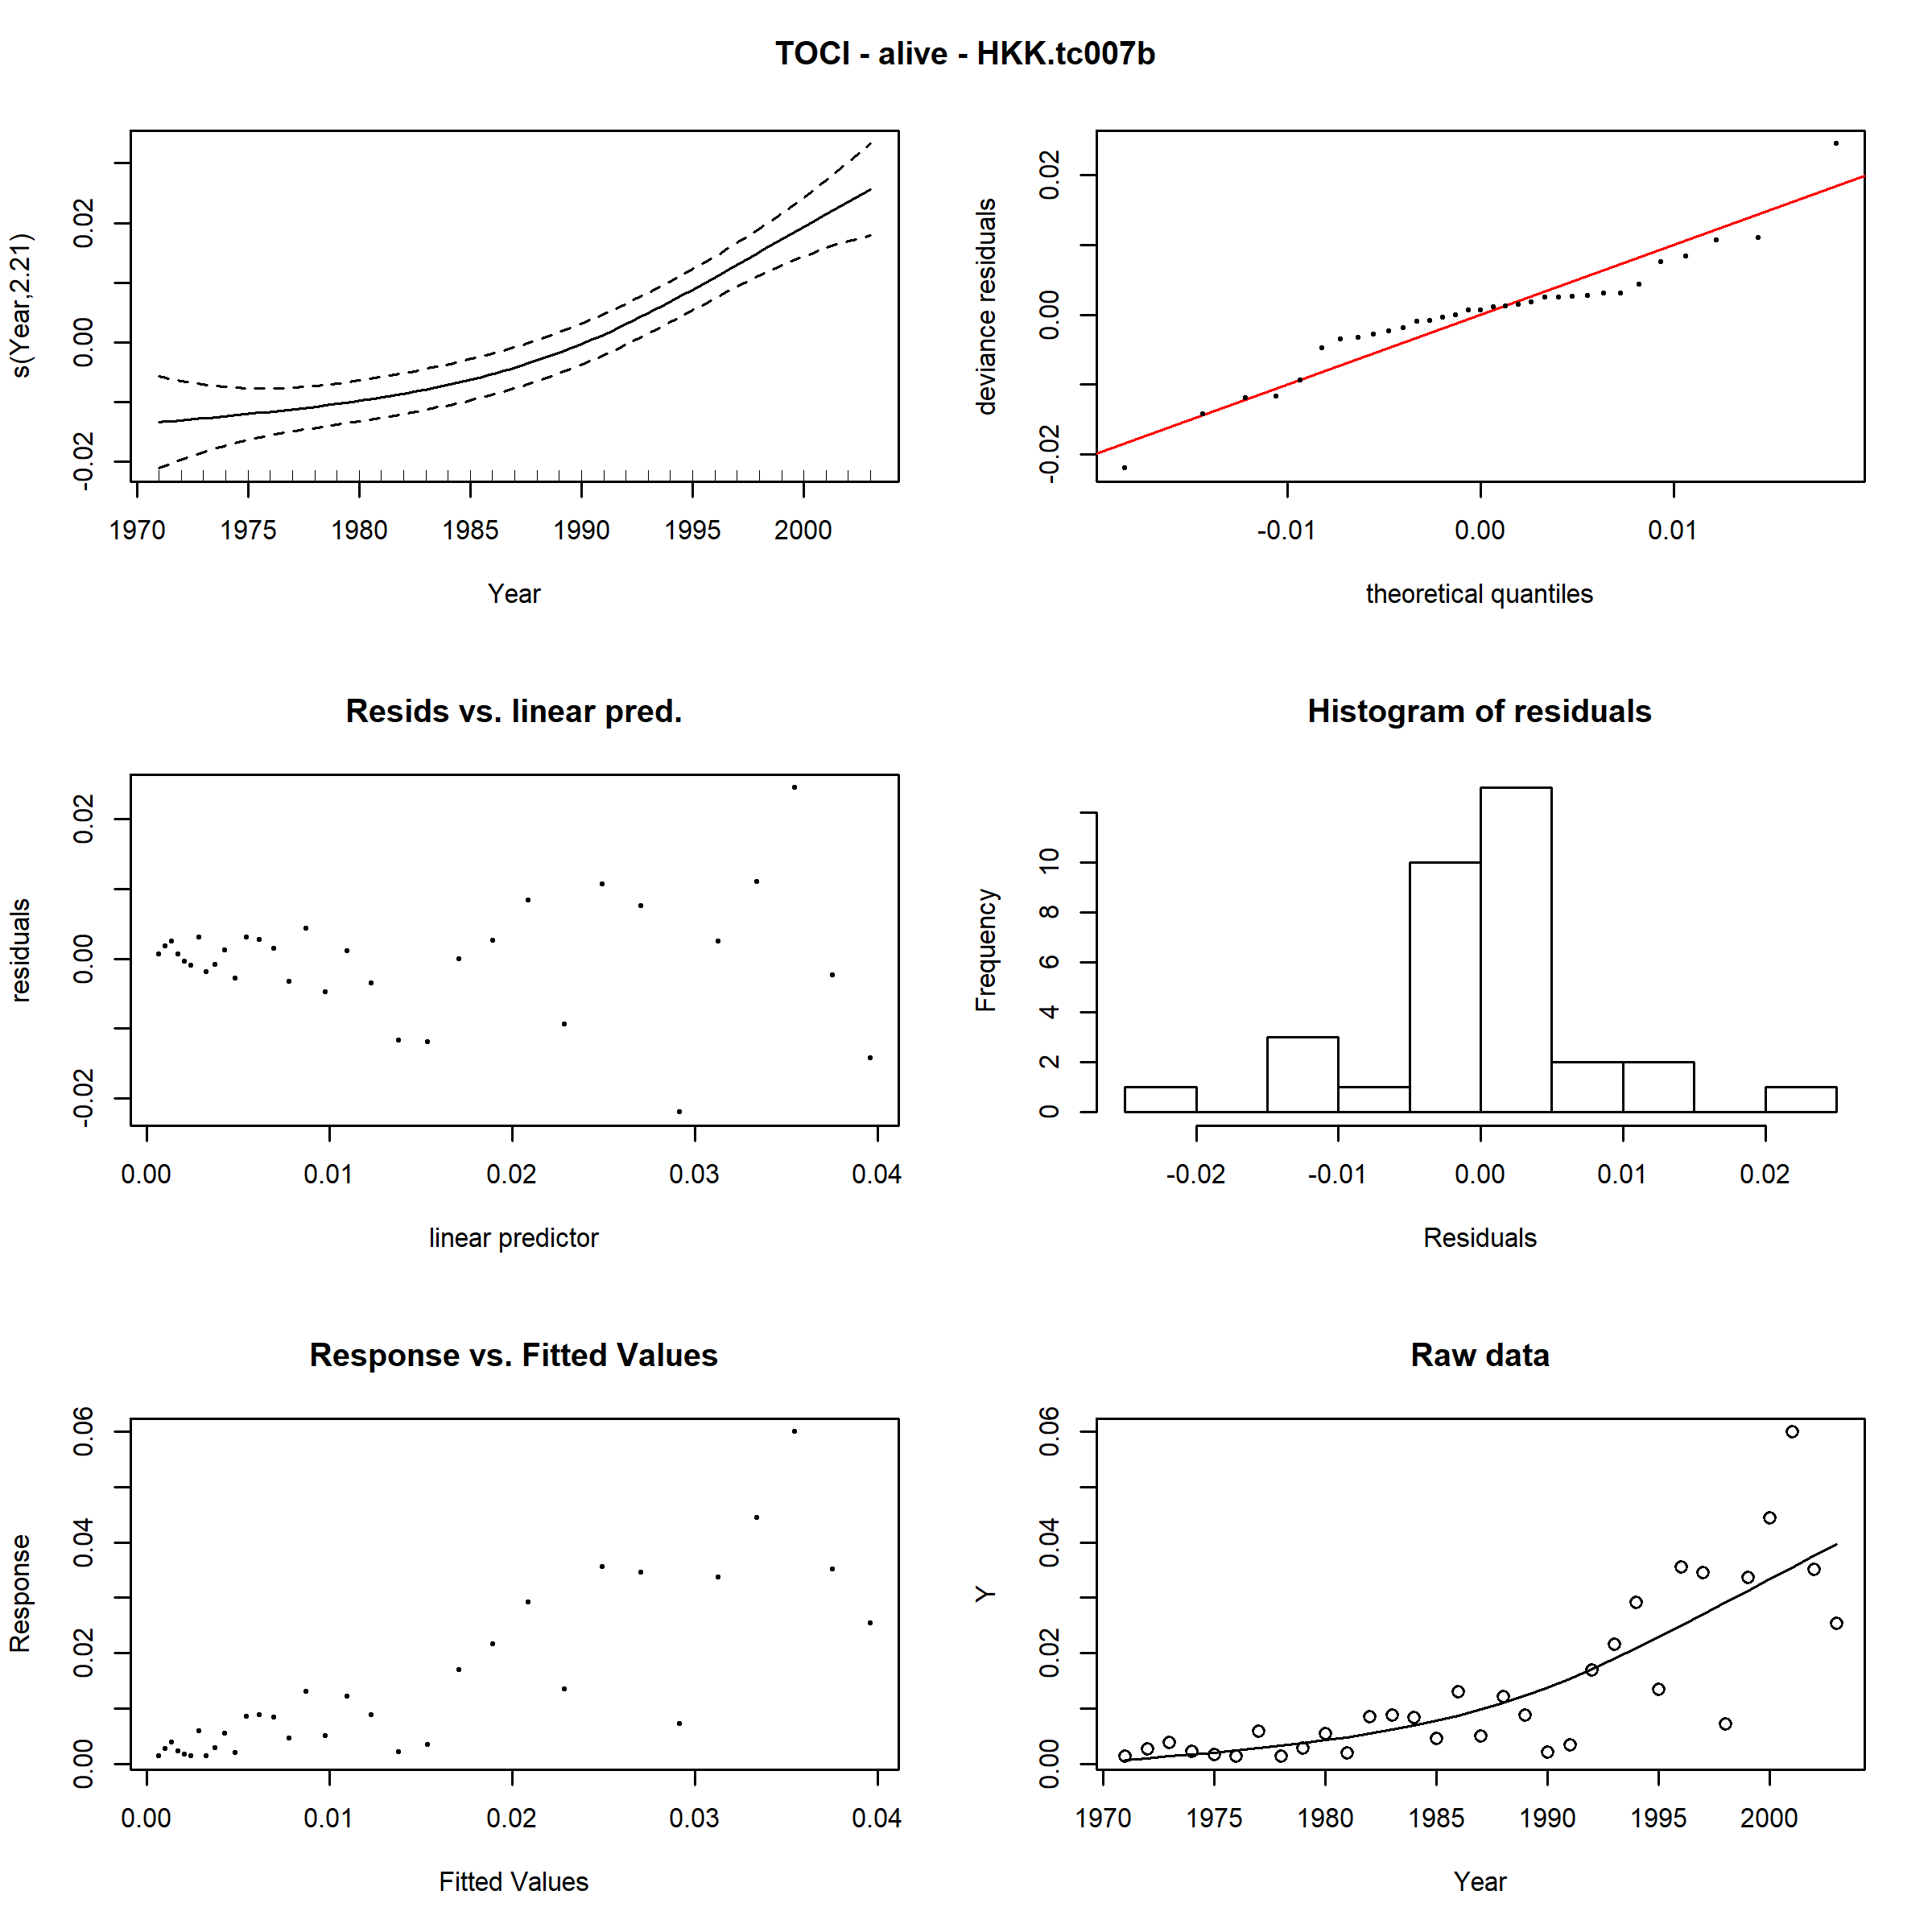 TOCI - alive - HKK.tc007b
s(Year,2.21)
-0.02 0.00 0.02
1970 1975 1980 1985 1990 1995 2000
Year
deviance residuals
-0.02 0.00 0.02
-0.01 0.00 0.01
theoretical quantiles
Resids vs. linear pred.
residuals
-0.02 0.00 0.02
0.00 0.01 0.02 0.03 0.04
linear predictor
Histogram of residuals
Frequency
0 2 4 6 8 10
-0.02 -0.01 0.00 0.01 0.02
Residuals
Response vs. Fitted Values
Response
0.00 0.02 0.04 0.06
0.00 0.01 0.02 0.03 0.04
Fitted Values
Raw data
Y
0.00 0.02 0.04 0.06
1970 1975 1980 1985 1990 1995 2000
Year